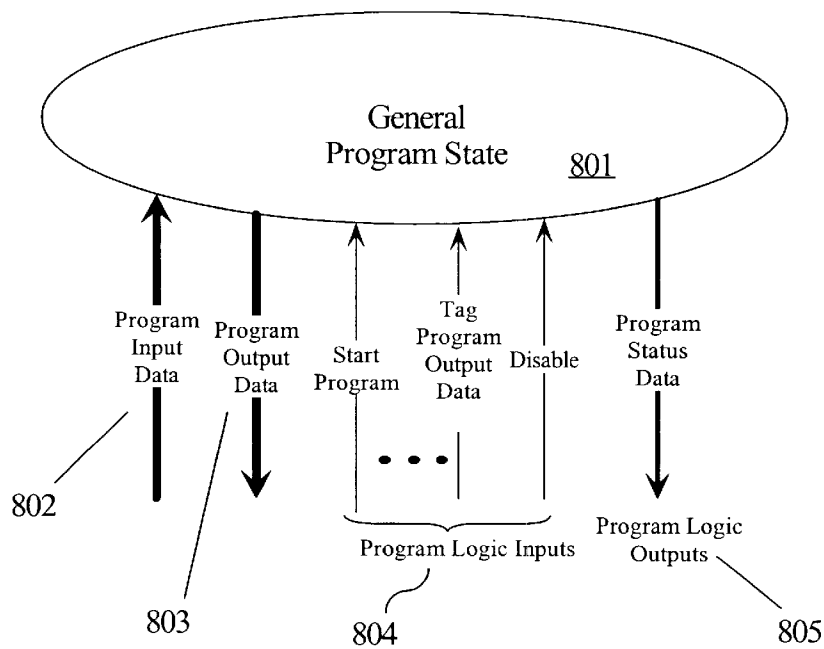 General
Program State
801
Program
Input
Data
Program
Output
Data
Start
Program
Tag
Program
Output
Data
Disable
Program
Status
Data
Program Logic Inputs
Program Logic
Outputs
802
803
804
805